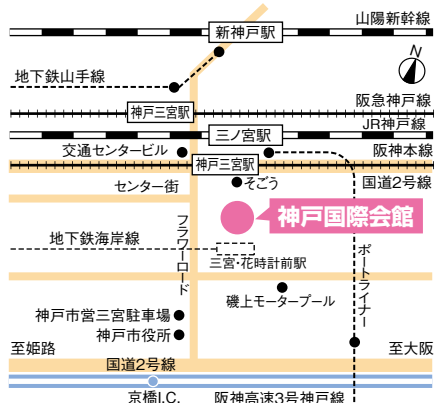 山陽新幹線
新神戸駅
N
地下鉄山手線
阪急神戸線
神戸三宮駅
JR神戸線
三ノ宮駅
交通センタービル
阪神本線
神戸三宮駅
センター街
そごう
国道2号線
神戸国際会館
フラワーロード
地下鉄海岸線
三宮・花時計前駅
ポートライナー
磯上モータープール
神戸市営三宮駐車場
神戸市役所
至姫路
至大阪
国道2号線
京橋I.C.
阪神高速3号神戸線